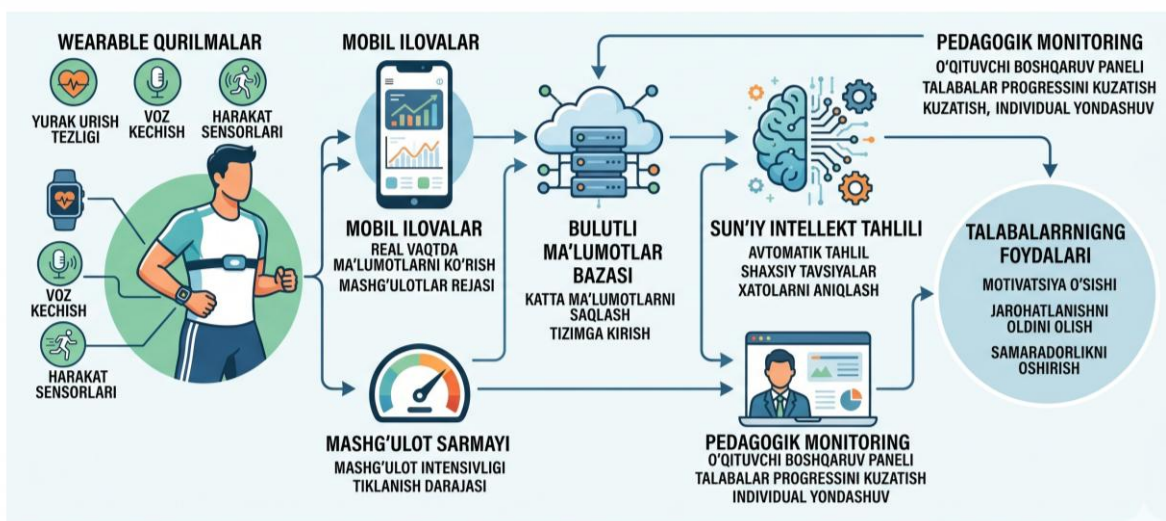 WEARABLE QURILMALAR
YURAK URISH
TEZLIGI
VOZ
KECHISH
HARAKAT
SENSORLARI
VOZ
KECHISH
HARAKAT
SENSORLARI
MOBIL ILOVALAR
MOBIL ILOVALAR
REAL VAQTDA
MA'LUMOTLARNI KO'RISH
MASHG'ULOTLAR REJASI
MASHG'ULOT SARMAYI
MASHG'ULOT INTENSIVLIGI
TIKLANISH DARAJASI
BULUTLI
MA'LUMOTLAR
BAZASI
KATTA MA'LUMOTLARNI
SAQLASH
TIZIMGA KIRISH
SUN'IY INTELLEKT TAHLILI
AVTOMATIK TAHLIL
SHAXSIY TAVSIYALAR
XATOLARNI ANIQLASH
PEDAGOGIK MONITORING
O'QITUVCHI BOSHQARUV PANELI
TALABALAR PROGRESSINI KUZATISH
INDIVIDUAL YONDASHUV
PEDAGOGIK MONITORING
O'QITUVCHI BOSHQARUV PANELI
TALABALAR PROGRESSINI KUZATISH
KUZATISH, INDIVIDUAL YONDASHUV
TALABALARRNIGNG
FOYDALARI
MOTIVATSIYA O'SISHI
JAROHATLANISHNI
OLDINI OLISH
SAMARADORLIKNI
OSHIRISH